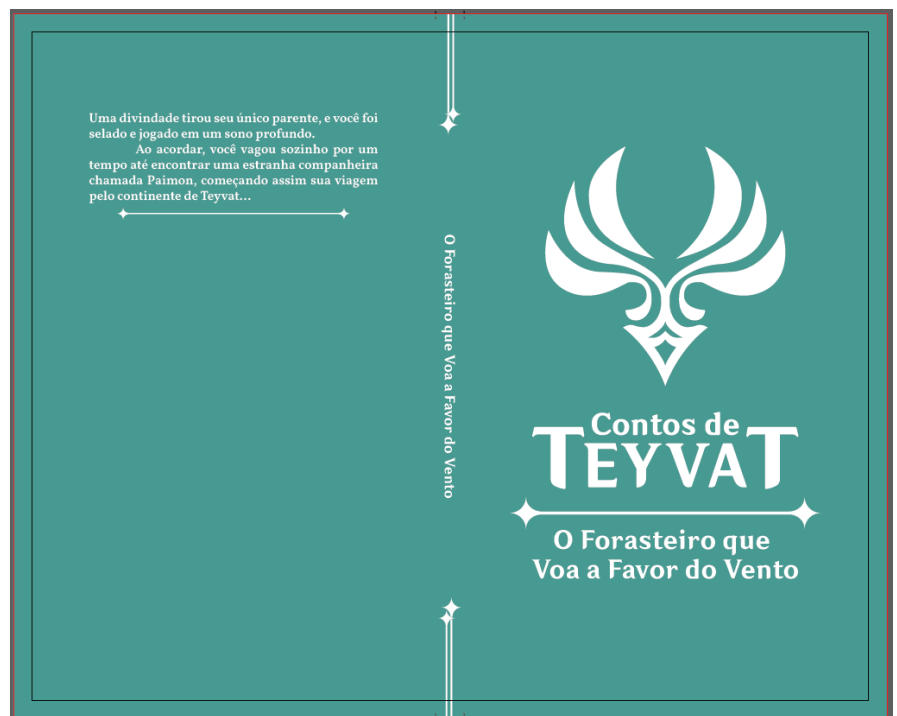 Uma divindade tirou seu único parente, e você foi
selado e jogado em um sono profundo.
Ao acordar, você vagou sozinho por um
tempo até encontrar uma estranha companheira
chamada Paimon, começando assim sua viagem
pelo continente de Teyvat...
O Forasteiro que Voa a Favor do Vento
Contos de
TEYVAT
O Forasteiro que
Voa a Favor do Vento